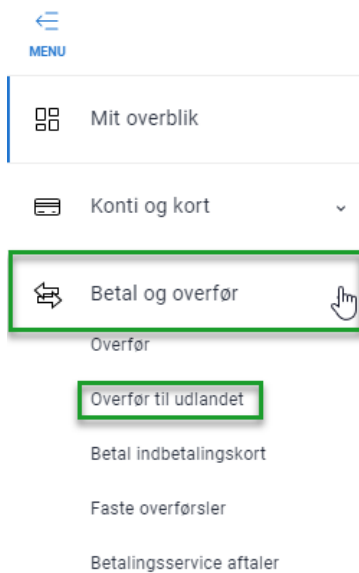 MENU
Mit overblik
Konti og kort
Betal og overfør
Overfør
Overfør til udlandet
Betal indbetalingskort
Faste overførsler
Betalingsservice aftaler